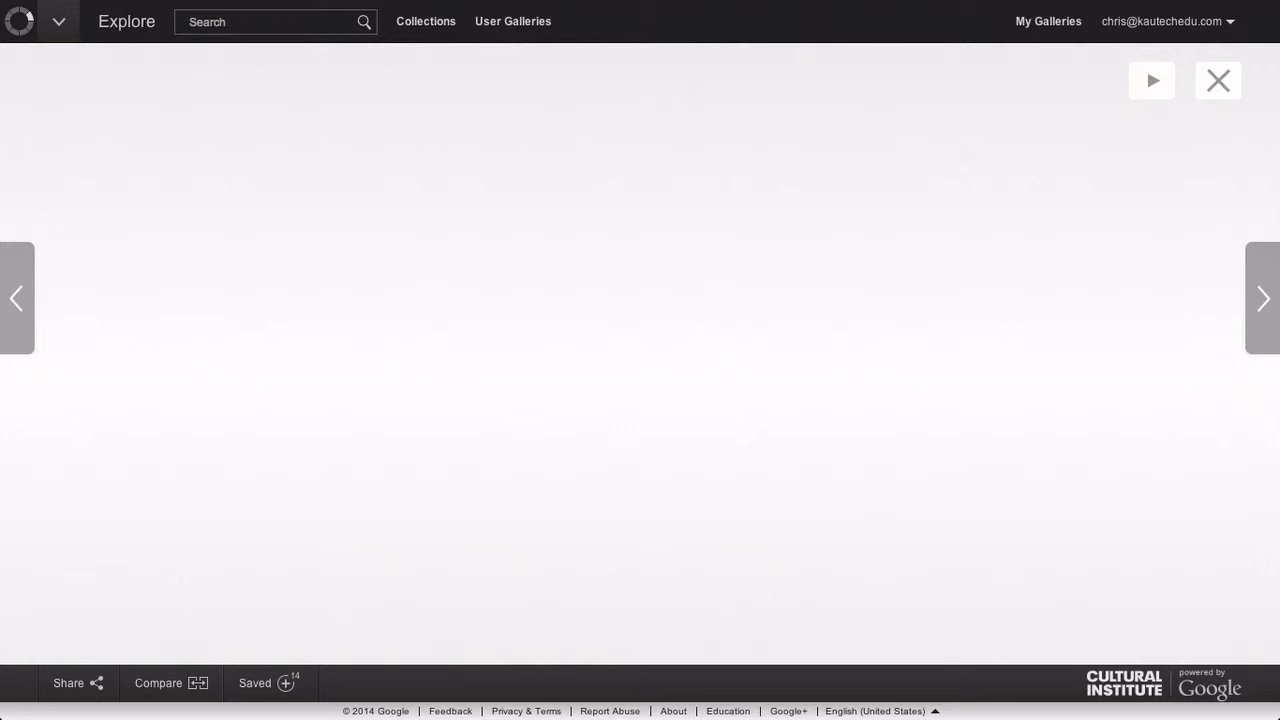 Explore Search Collections User Galleries My Galleries chris@kautechedu.com
Share Compare Saved 14 CULTURAL INSTITUTE powered by Google
© 2014 Google | Feedback | Privacy & Terms | Report Abuse | About | Education | Google+ | English (United States)